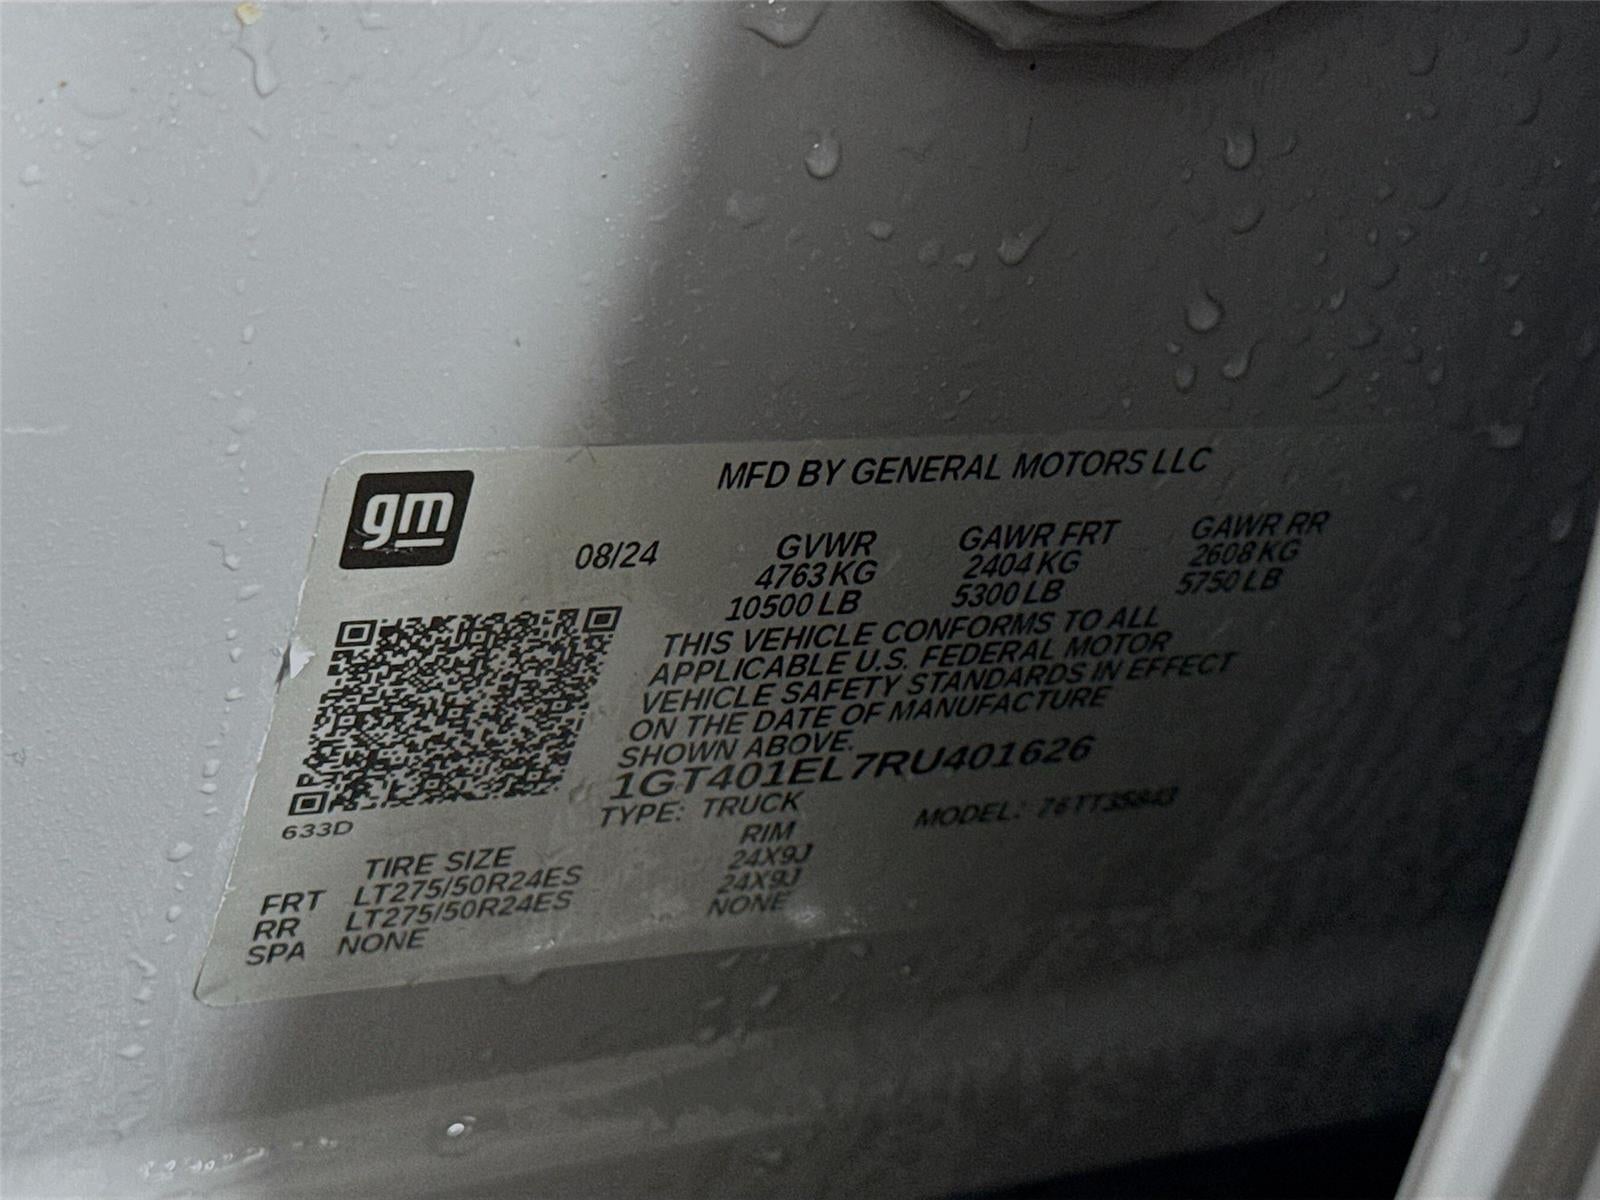 gm
MFD BY GENERAL MOTORS LLC
08/24 GVWR GAWR FRT GAWR RR
4763 KG 2404 KG 2608 KG
10500 LB 5300 LB 5750 LB
THIS VEHICLE CONFORMS TO ALL
APPLICABLE U.S. FEDERAL MOTOR
VEHICLE SAFETY STANDARDS IN EFFECT
ON THE DATE OF MANUFACTURE
SHOWN ABOVE.
1GT401EL7RU401626
TYPE: TRUCK MODEL:
633D
TIRE SIZE RIM
FRT LT275/50R24ES 24X9J
RR LT275/50R24ES 24X9J
SPA NONE NONE